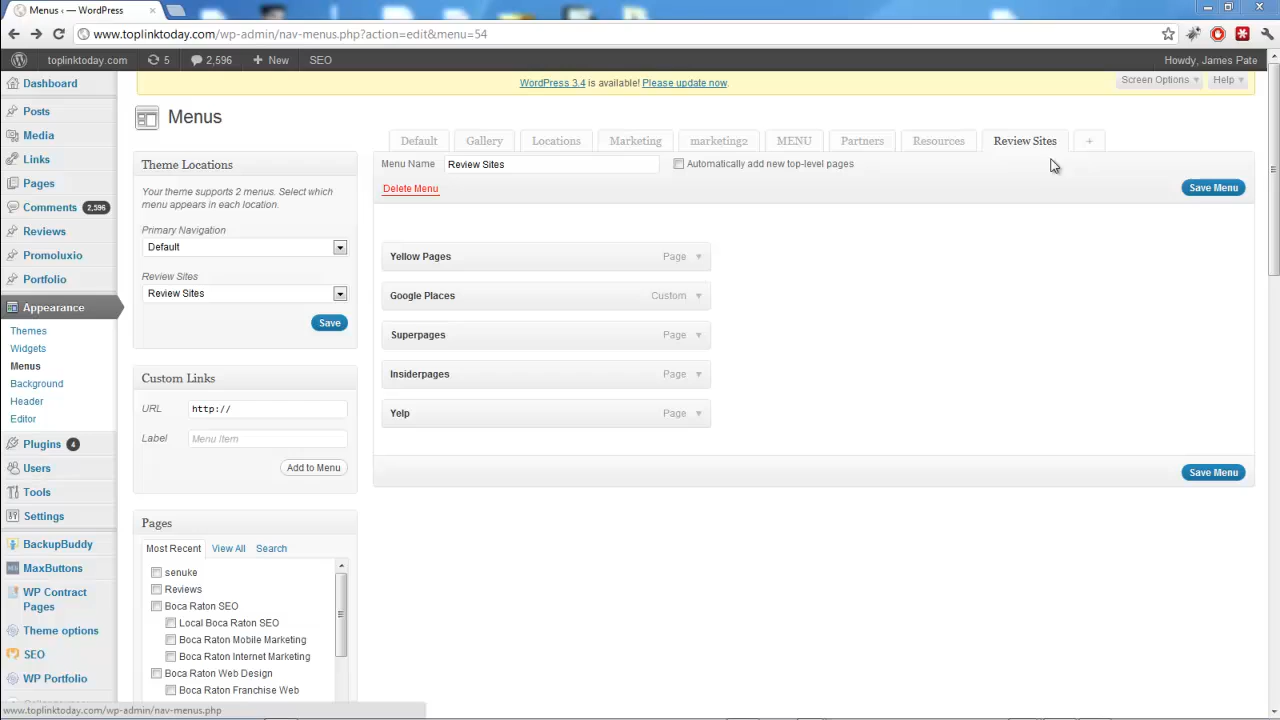 Menus ‹ — WordPress
www.toplinktoday.com/wp-admin/nav-menus.php?action=edit&menu=54
toplinktoday.com 5 2,596 + New SEO Howdy, James Pate
WordPress 3.4 is available! Please update now.
Screen Options Help
Dashboard
Posts
Media
Links
Pages
Comments 2,596
Reviews
Promoluxio
Portfolio
Appearance
Themes
Widgets
Menus
Background
Header
Editor
Plugins 4
Users
Tools
Settings
BackupBuddy
MaxButtons
WP Contract
Pages
Theme options
SEO
WP Portfolio
Menus
Theme Locations
Your theme supports 2 menus. Select which
menu appears in each location.
Primary Navigation
Default
Review Sites
Review Sites
Save
Custom Links
URL http://
Label Menu Item
Add to Menu
Pages
Most Recent View All Search
senuke
Reviews
Boca Raton SEO
Local Boca Raton SEO
Boca Raton Mobile Marketing
Boca Raton Internet Marketing
Boca Raton Web Design
Boca Raton Franchise Web
Default Gallery Locations Marketing marketing2 MENU Partners Resources Review Sites +
Menu Name Review Sites Automatically add new top-level pages
Delete Menu Save Menu
Yellow Pages Page
Google Places Custom
Superpages Page
Insiderpages Page
Yelp Page
Save Menu
www.toplinktoday.com/wp-admin/nav-menus.php